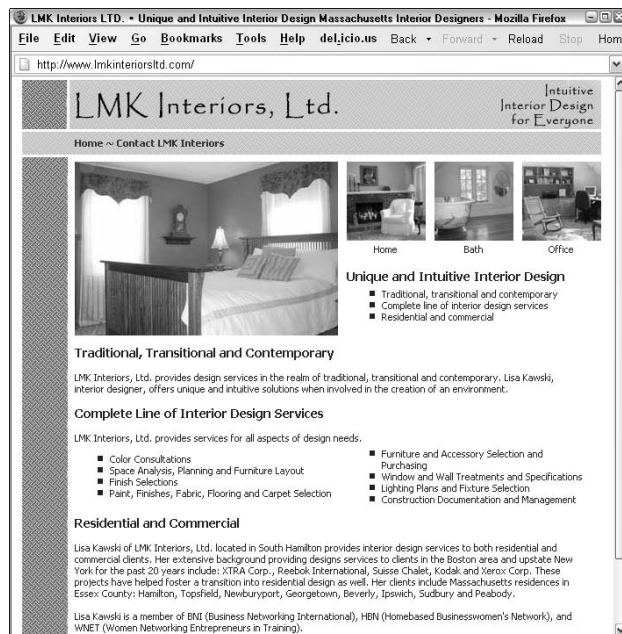 LMK Interiors LTD. • Unique and Intuitive Interior Design Massachusetts Interior Designers - Mozilla Firefox
File Edit View Go Bookmarks Tools Help del.icio.us Back Forward Reload Stop Hom
http://www.lmkinteriorsltd.com/
LMK Interiors, Ltd.
Intuitive
Interior Design
for Everyone
Home ~ Contact LMK Interiors
Home Bath Office
Unique and Intuitive Interior Design
Traditional, transitional and contemporary
Complete line of interior design services
Residential and commercial
Traditional, Transitional and Contemporary
LMK Interiors, Ltd. provides design services in the realm of traditional, transitional and contemporary. Lisa Kawski,
interior designer, offers unique and intuitive solutions when involved in the creation of an environment.
Complete Line of Interior Design Services
LMK Interiors, Ltd. provides services for all aspects of design needs.
Color Consultations
Space Analysis, Planning and Furniture Layout
Finish Selections
Paint, Finishes, Fabric, Flooring and Carpet Selection
Furniture and Accessory Selection and
Purchasing
Window and Wall Treatments and Specifications
Lighting Plans and Fixture Selection
Construction Documentation and Management
Residential and Commercial
Lisa Kawski of LMK Interiors, Ltd. located in South Hamilton provides interior design services to both residential and
commercial clients. Her extensive background providing designs services to clients in the Boston area and upstate New
York for the past 20 years include: XTRA Corp., Reebok International, Suisse Chalet, Kodak and Xerox Corp. These
projects have helped foster a transition into residential design as well. Her clients include Massachusetts residences in
Essex County: Hamilton, Topsfield, Newburyport, Georgetown, Beverly, Ipswich, Sudbury and Peabody.
Lisa Kawski is a member of BNI (Business Networking International), HBN (Homebased Businesswomen's Network), and
WNET (Women Networking Entrepreneurs in Training).